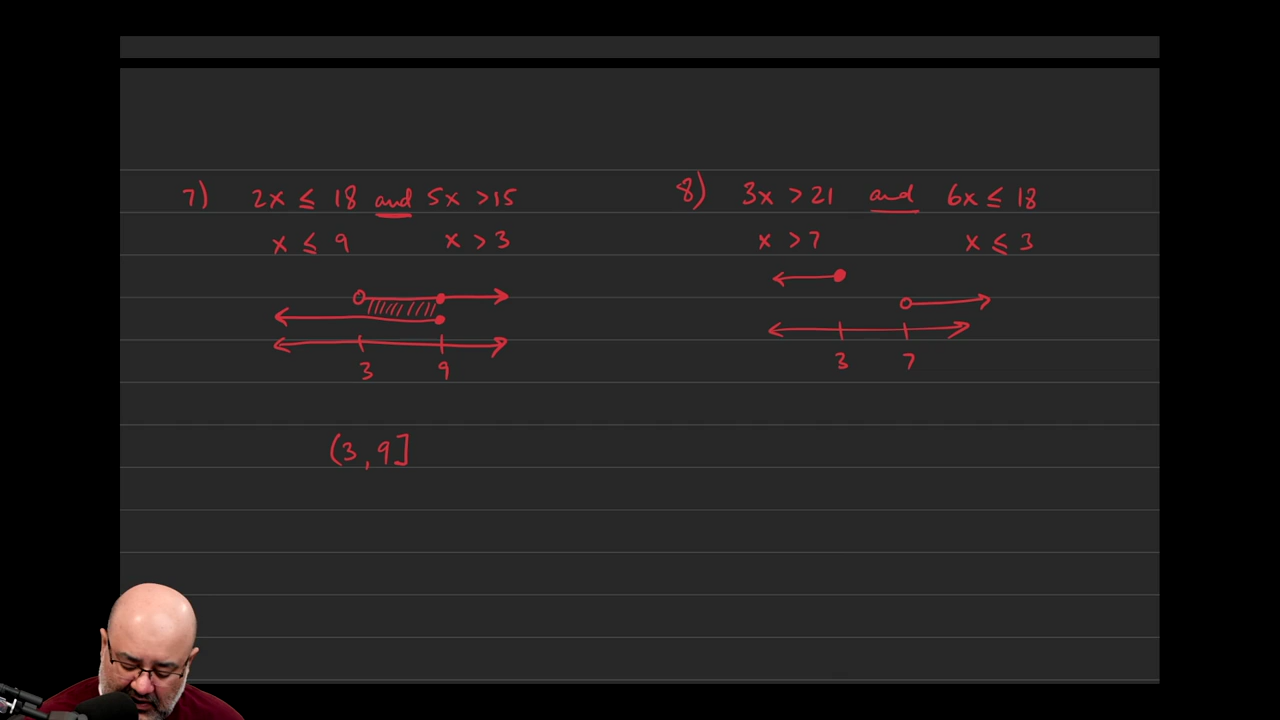 7) 2x ≤ 18 and 5x > 15
x ≤ 9 x > 3
3 9
(3, 9]
8) 3x > 21 and 6x ≤ 18
x > 7 x ≤ 3
3 7